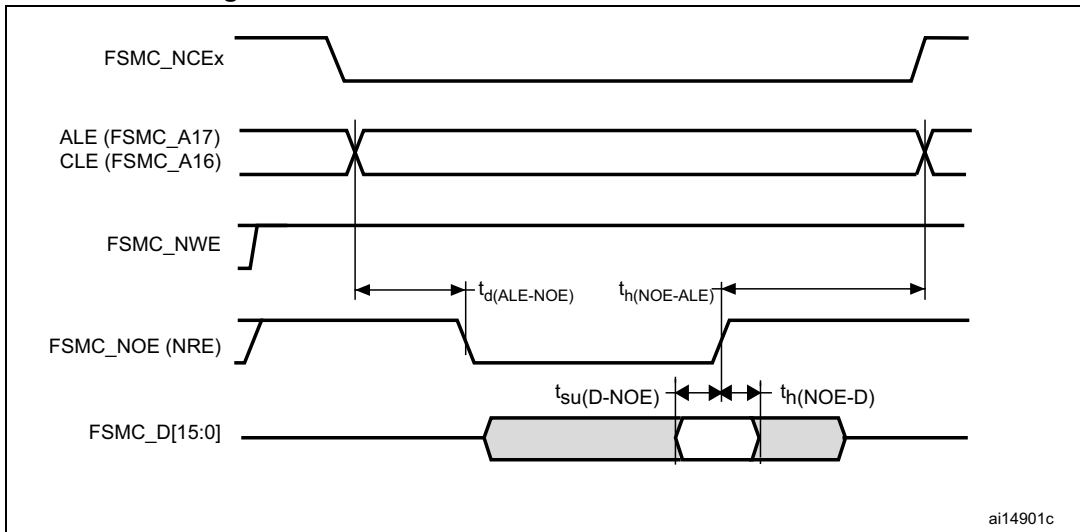 FSMC_NCEx
ALE (FSMC_A17)
CLE (FSMC_A16)
FSMC_NWE
td(ALE-NOE)
th(NOE-ALE)
FSMC_NOE (NRE)
tsu(D-NOE)
th(NOE-D)
FSMC_D[15:0]
ai14901c